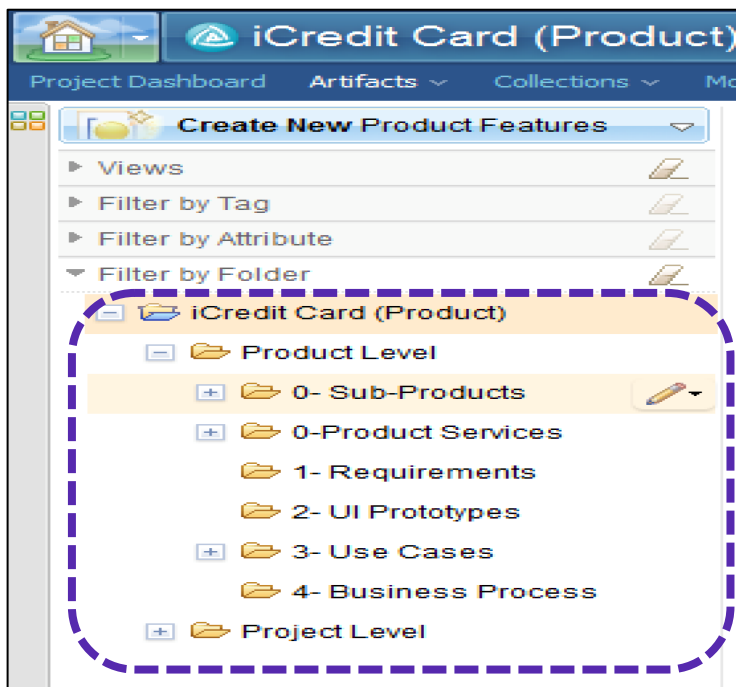 iCredit Card (Product)
Project Dashboard Artifacts Collections
Create New Product Features
Views
Filter by Tag
Filter by Attribute
Filter by Folder
iCredit Card (Product)
Product Level
0- Sub-Products
0-Product Services
1- Requirements
2- UI Prototypes
3- Use Cases
4- Business Process
Project Level